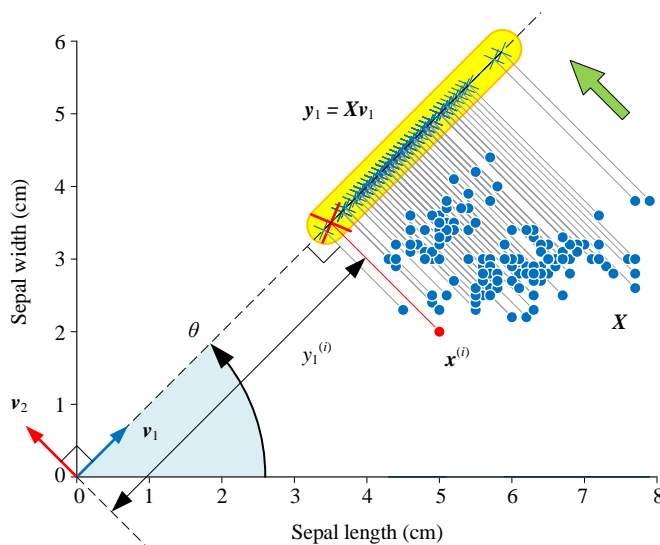 6
5
4
3
2
1
0
Sepal width (cm)
y₁ = Xv₁
θ
y₁⁽ⁱ⁾
x⁽ⁱ⁾
X
v₂
v₁
0 1 2 3 4 5 6 7 8
Sepal length (cm)